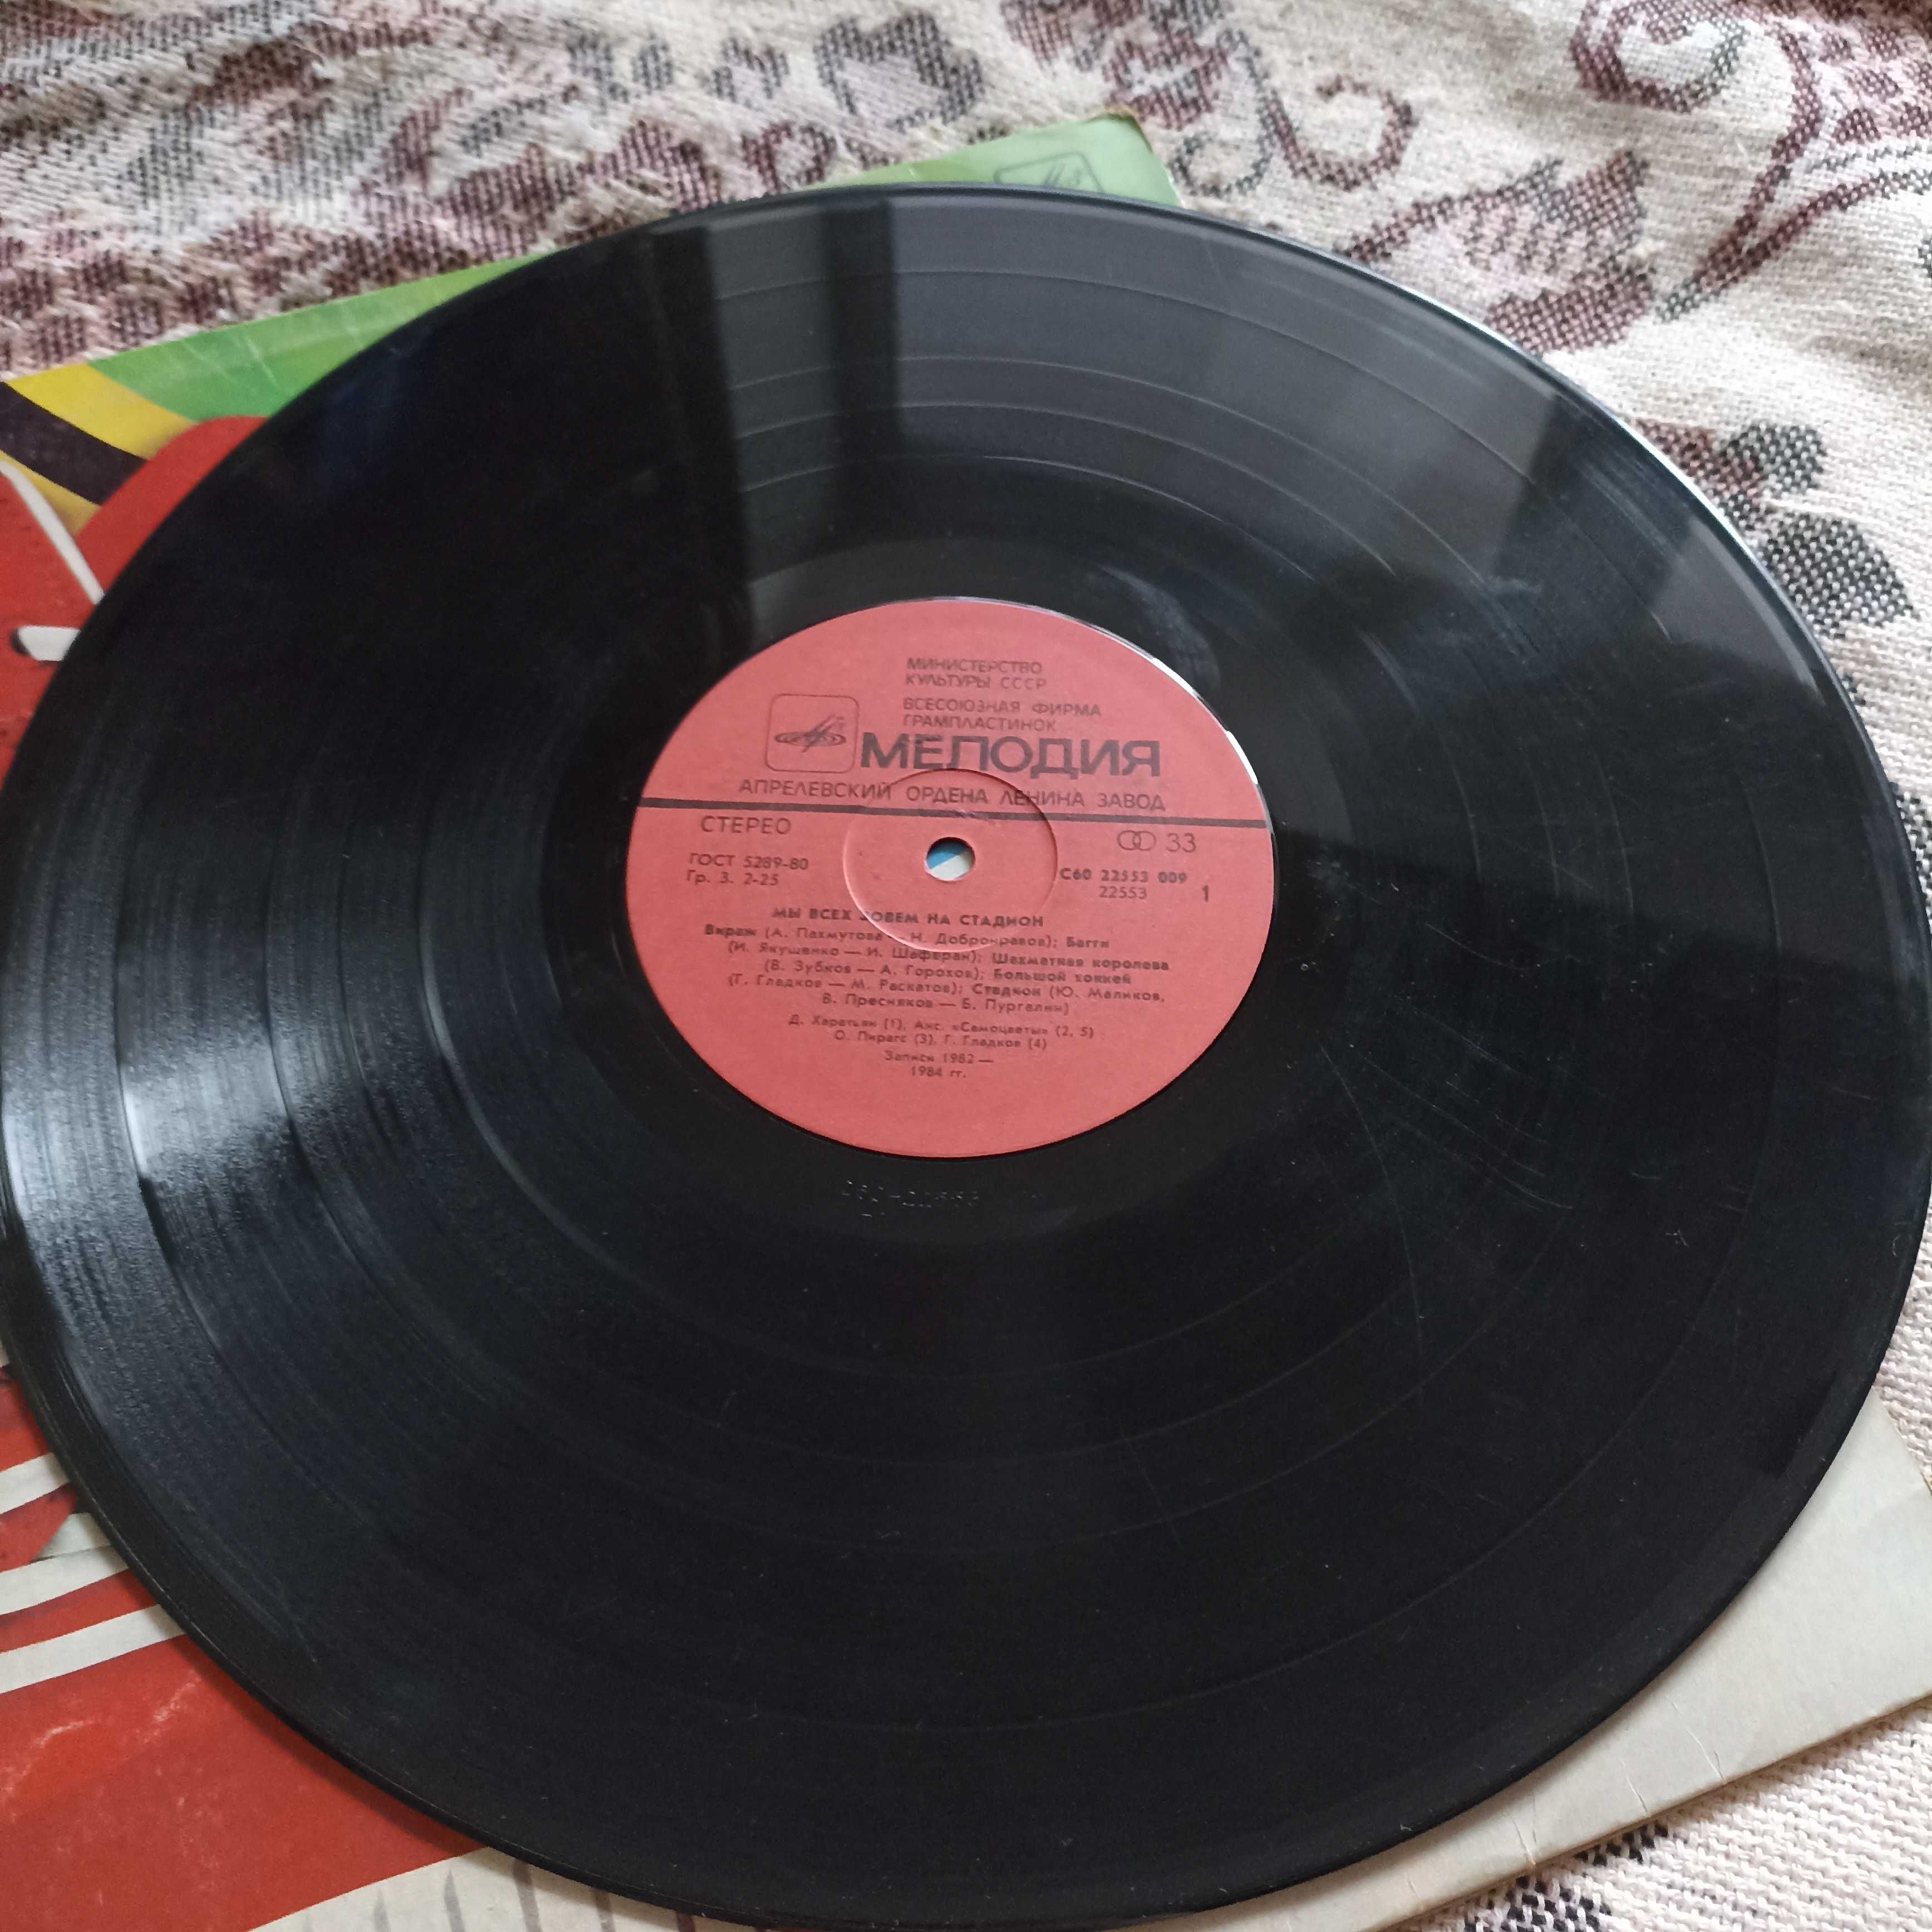 МИНИСТЕРСТВО
КУЛЬТУРЫ СССР
ВСЕСОЮЗНАЯ ФИРМА
ГРАМПЛАСТИНОК
МЕЛОДИЯ
АПРЕЛЕВСКИЙ ОРДЕНА ЛЕНИНА ЗАВОД
СТЕРЕО
33
ГОСТ 5289-80
Гр. 3. 2-25
С60 22553 009
22553
1
МЫ ВСЕХ ЗОВЕМ НА СТАДИОН
Вираж (А. Пахмутова — Н. Добронравов); Багги
(И. Якушенко — И. Шаферан); Шахматная королева
(В. Зубков — А. Горохов); Большой хоккей
(Г. Гладков — М. Раскатов); Стадион (Ю. Маликов,
В. Пресняков — Б. Пургалин)
Д. Харатьян (1), Анс. «Самоцветы» (2, 5)
О. Пирагс (3), Г. Гладков (4)
Записи 1982 —
1984 гг.